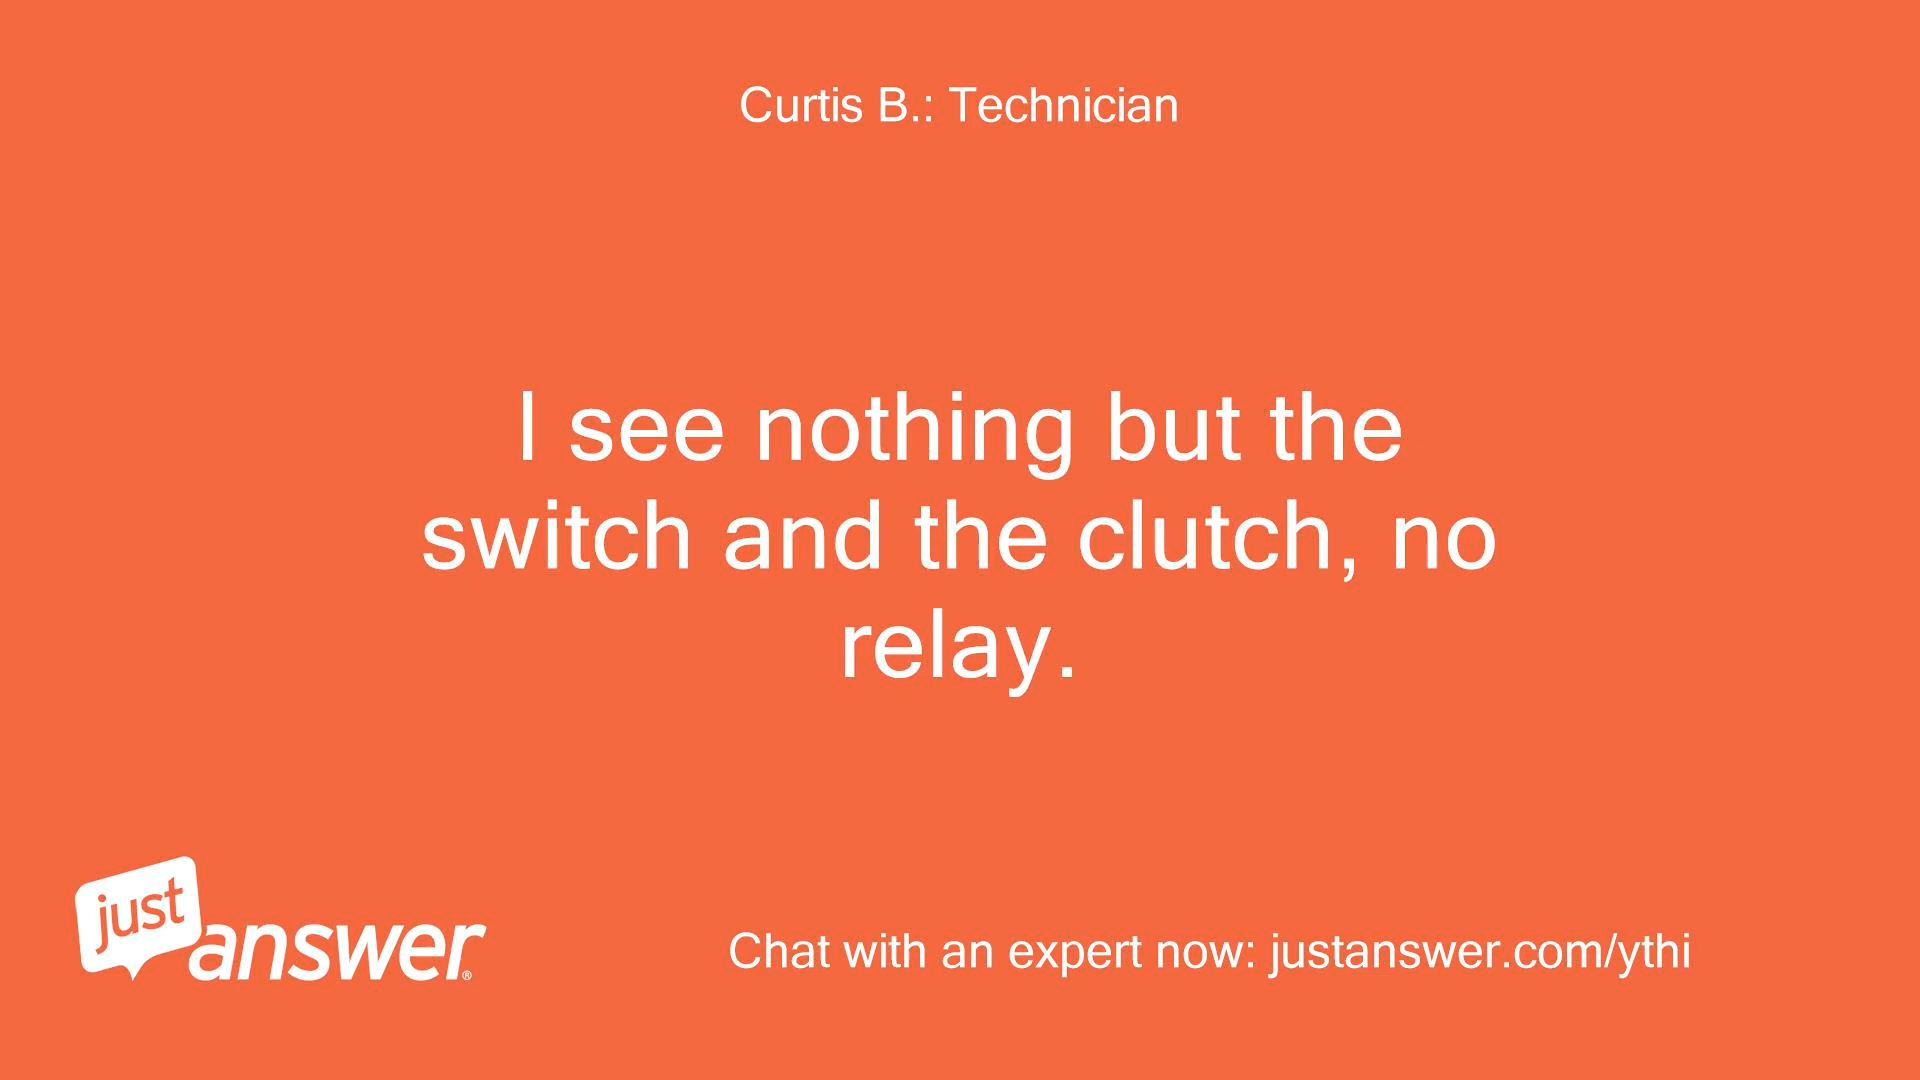 Curtis B.: Technician
I see nothing but the
switch and the clutch, no
relay.
just
answer®
Chat with an expert now: justanswer.com/ythi